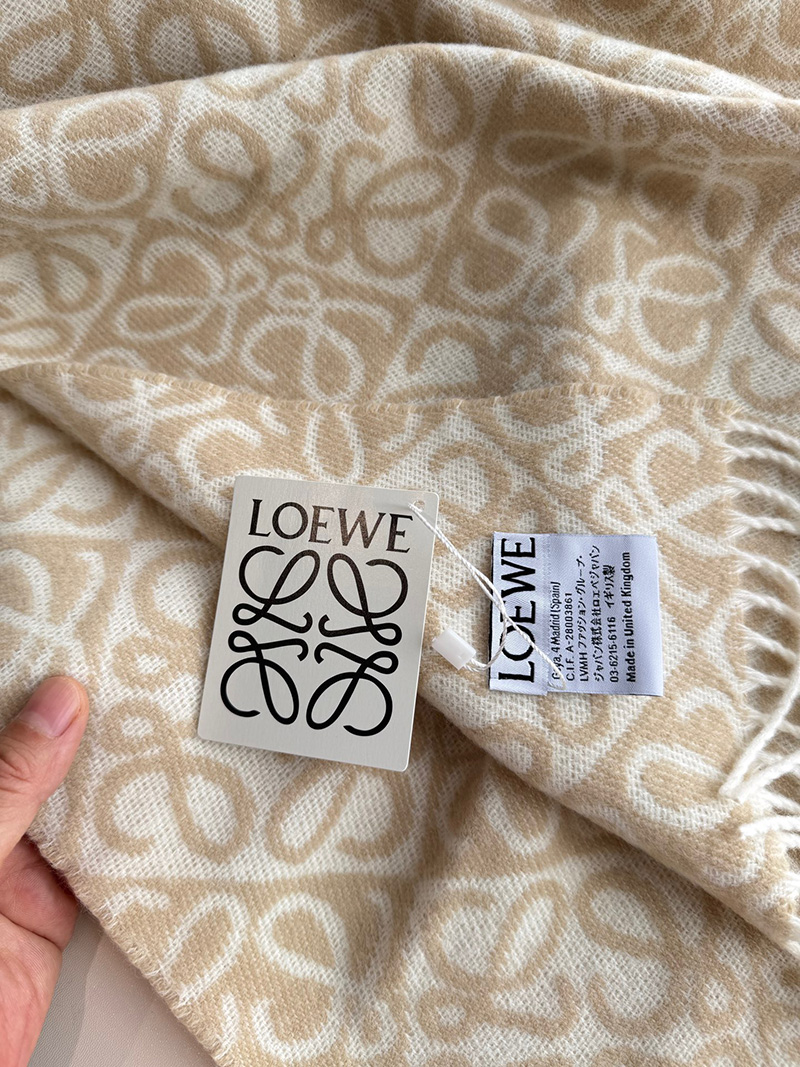 LOEWE
LOEWE
4 Madrid [Spain]
C.I.F. A-28003861
LVMH ファッション・グループ・
ジャパン株式会社ロエベジャパン
03-6215-6116 イギリス製
Made in United Kingdom